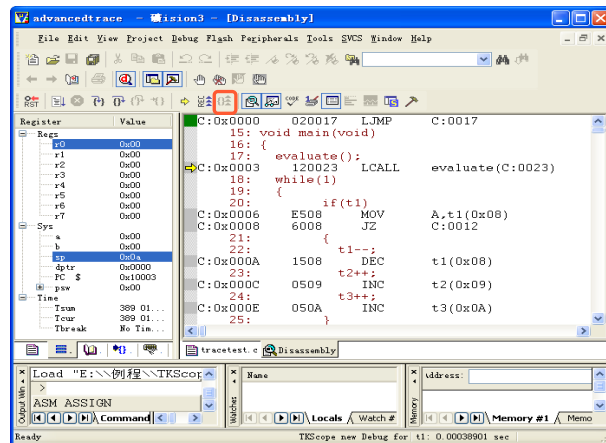 advancedtrace - 礦ision3 - [Disassembly]
File Edit View Project Debug Flash Peripherals Tools SVCS Window Help
RST
Register Value
Regs
r0 0x00
r1 0x00
r2 0x00
r3 0x00
r4 0x00
r5 0x00
r6 0x00
r7 0x00
Sys
a 0x00
b 0x00
sp 0x0a
dptr 0x0000
PC $ 0x10003
psw 0x00
Time
Tsum 389 01...
Tcur 389 01...
Tbreak No Tim...
C:0x0000 020017 LJMP C:0017
15: void main(void)
16: {
17: evaluate();
C:0x0003 120023 LCALL evaluate(C:0023)
18: while(1)
19: {
20: if(t1)
C:0x0006 E508 MOV A,t1(0x08)
C:0x0008 6008 JZ C:0012
21: {
22: t1--;
C:0x000A 1508 DEC t1(0x08)
23: t2++;
C:0x000C 0509 INC t2(0x09)
24: t3++;
C:0x000E 050A INC t3(0x0A)
25: }
tracetest.c Disassembly
Load "E:\\例程\\TKScop
>
ASM ASSIGN
Command
Output Win
Name
Locals Watch #
Watches
Address:
Memory #1 Memo
Memory
Ready TKScope new Debug for t1: 0.00038901 sec